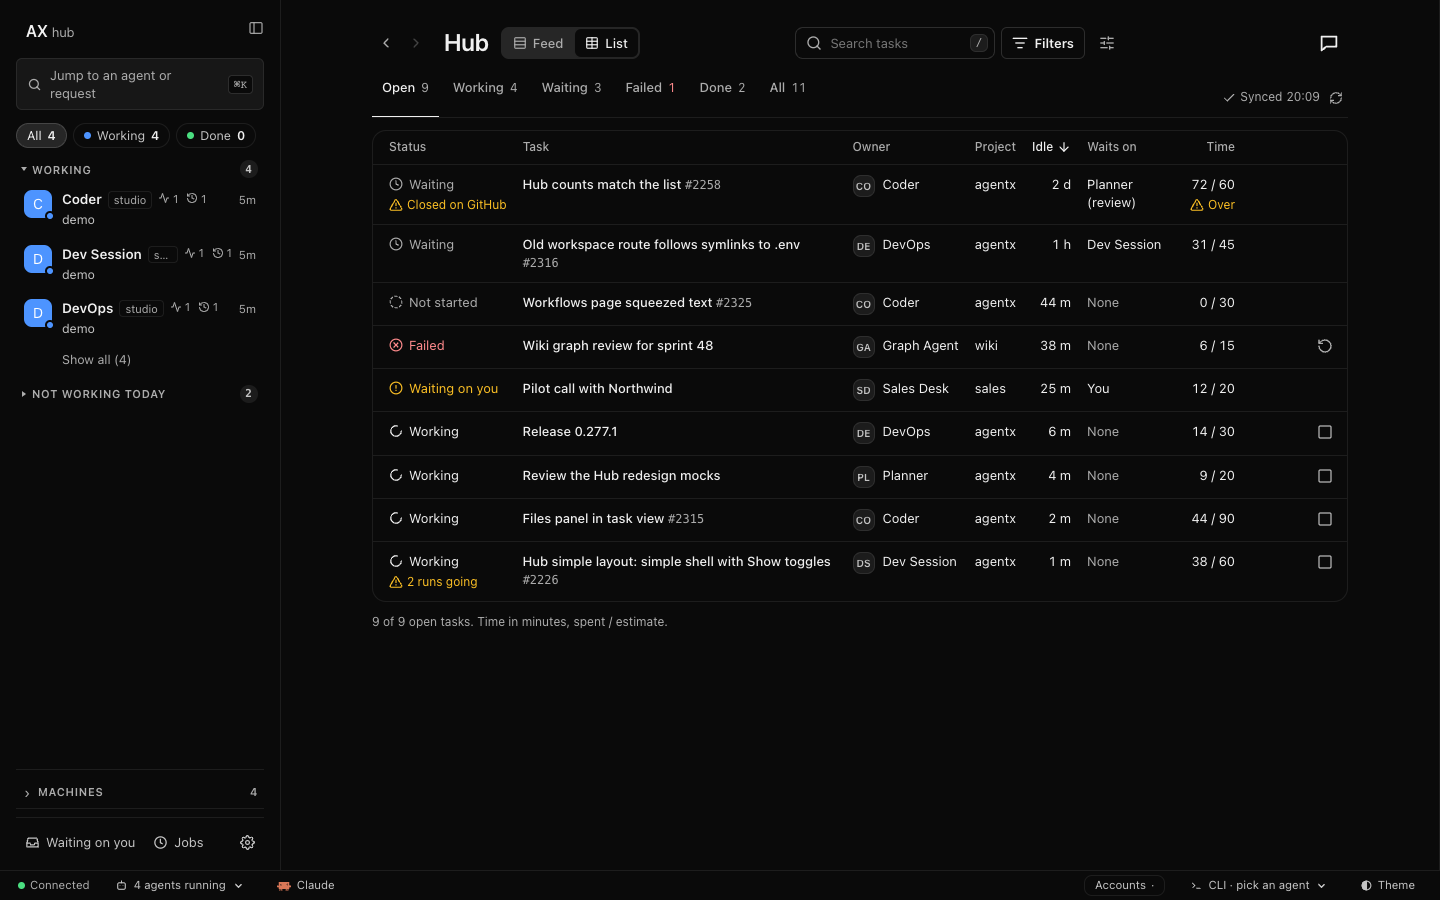 AX hub
Jump to an agent or request
⌘K
All 4
Working 4
Done 0
WORKING 4
Coder studio 1 1 5m
demo
Dev Session s... 1 1 5m
demo
DevOps studio 1 1 5m
demo
Show all (4)
NOT WORKING TODAY 2
MACHINES 4
Waiting on you
Jobs
Hub
Feed
List
Search tasks /
Filters
Open 9
Working 4
Waiting 3
Failed 1
Done 2
All 11
Synced 20:09
Status Task Owner Project Idle Waits on Time
Waiting Hub counts match the list #2258 CO Coder agentx 2 d Planner (review) 72 / 60
Closed on GitHub Over
Waiting Old workspace route follows symlinks to .env #2316 DE DevOps agentx 1 h Dev Session 31 / 45
Not started Workflows page squeezed text #2325 CO Coder agentx 44 m None 0 / 30
Failed Wiki graph review for sprint 48 GA Graph Agent wiki 38 m None 6 / 15
Waiting on you Pilot call with Northwind SD Sales Desk sales 25 m You 12 / 20
Working Release 0.277.1 DE DevOps agentx 6 m None 14 / 30
Working Review the Hub redesign mocks PL Planner agentx 4 m None 9 / 20
Working Files panel in task view #2315 CO Coder agentx 2 m None 44 / 90
Working Hub simple layout: simple shell with Show toggles #2226 DS Dev Session agentx 1 m None 38 / 60
2 runs going
9 of 9 open tasks. Time in minutes, spent / estimate.
Connected
4 agents running
Claude
Accounts ·
CLI · pick an agent
Theme